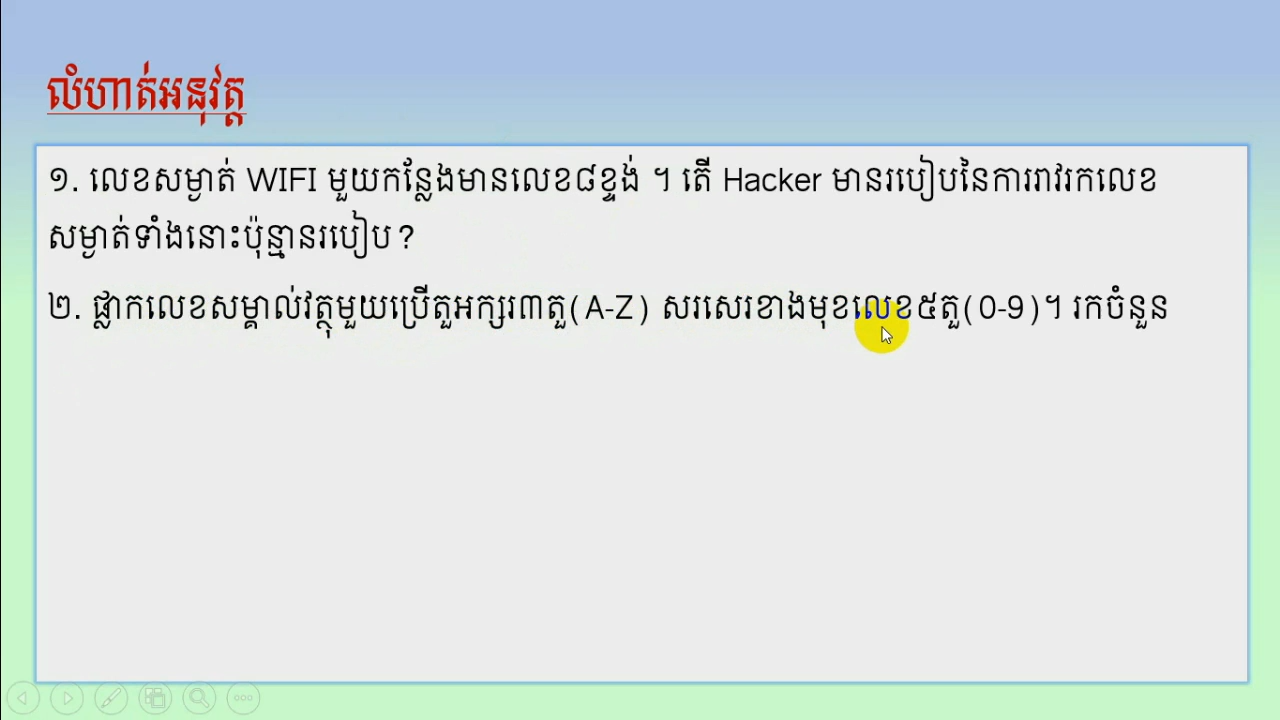 លំហាត់អនុវត្ត
១. លេខសម្ងាត់ WIFI មួយកន្លែងមានលេខ៨ខ្ទង់ ។ តើ Hacker មានរបៀបនៃការរាវរកលេខ
សម្ងាត់ទាំងនោះប៉ុន្មានរបៀប?
២. ផ្លាកលេខសម្គាល់វត្ថុមួយប្រើតួអក្សរ៣តួ(A-Z) សរសេរខាងមុខលេខ៥តួ(0-9)។ រកចំនួន